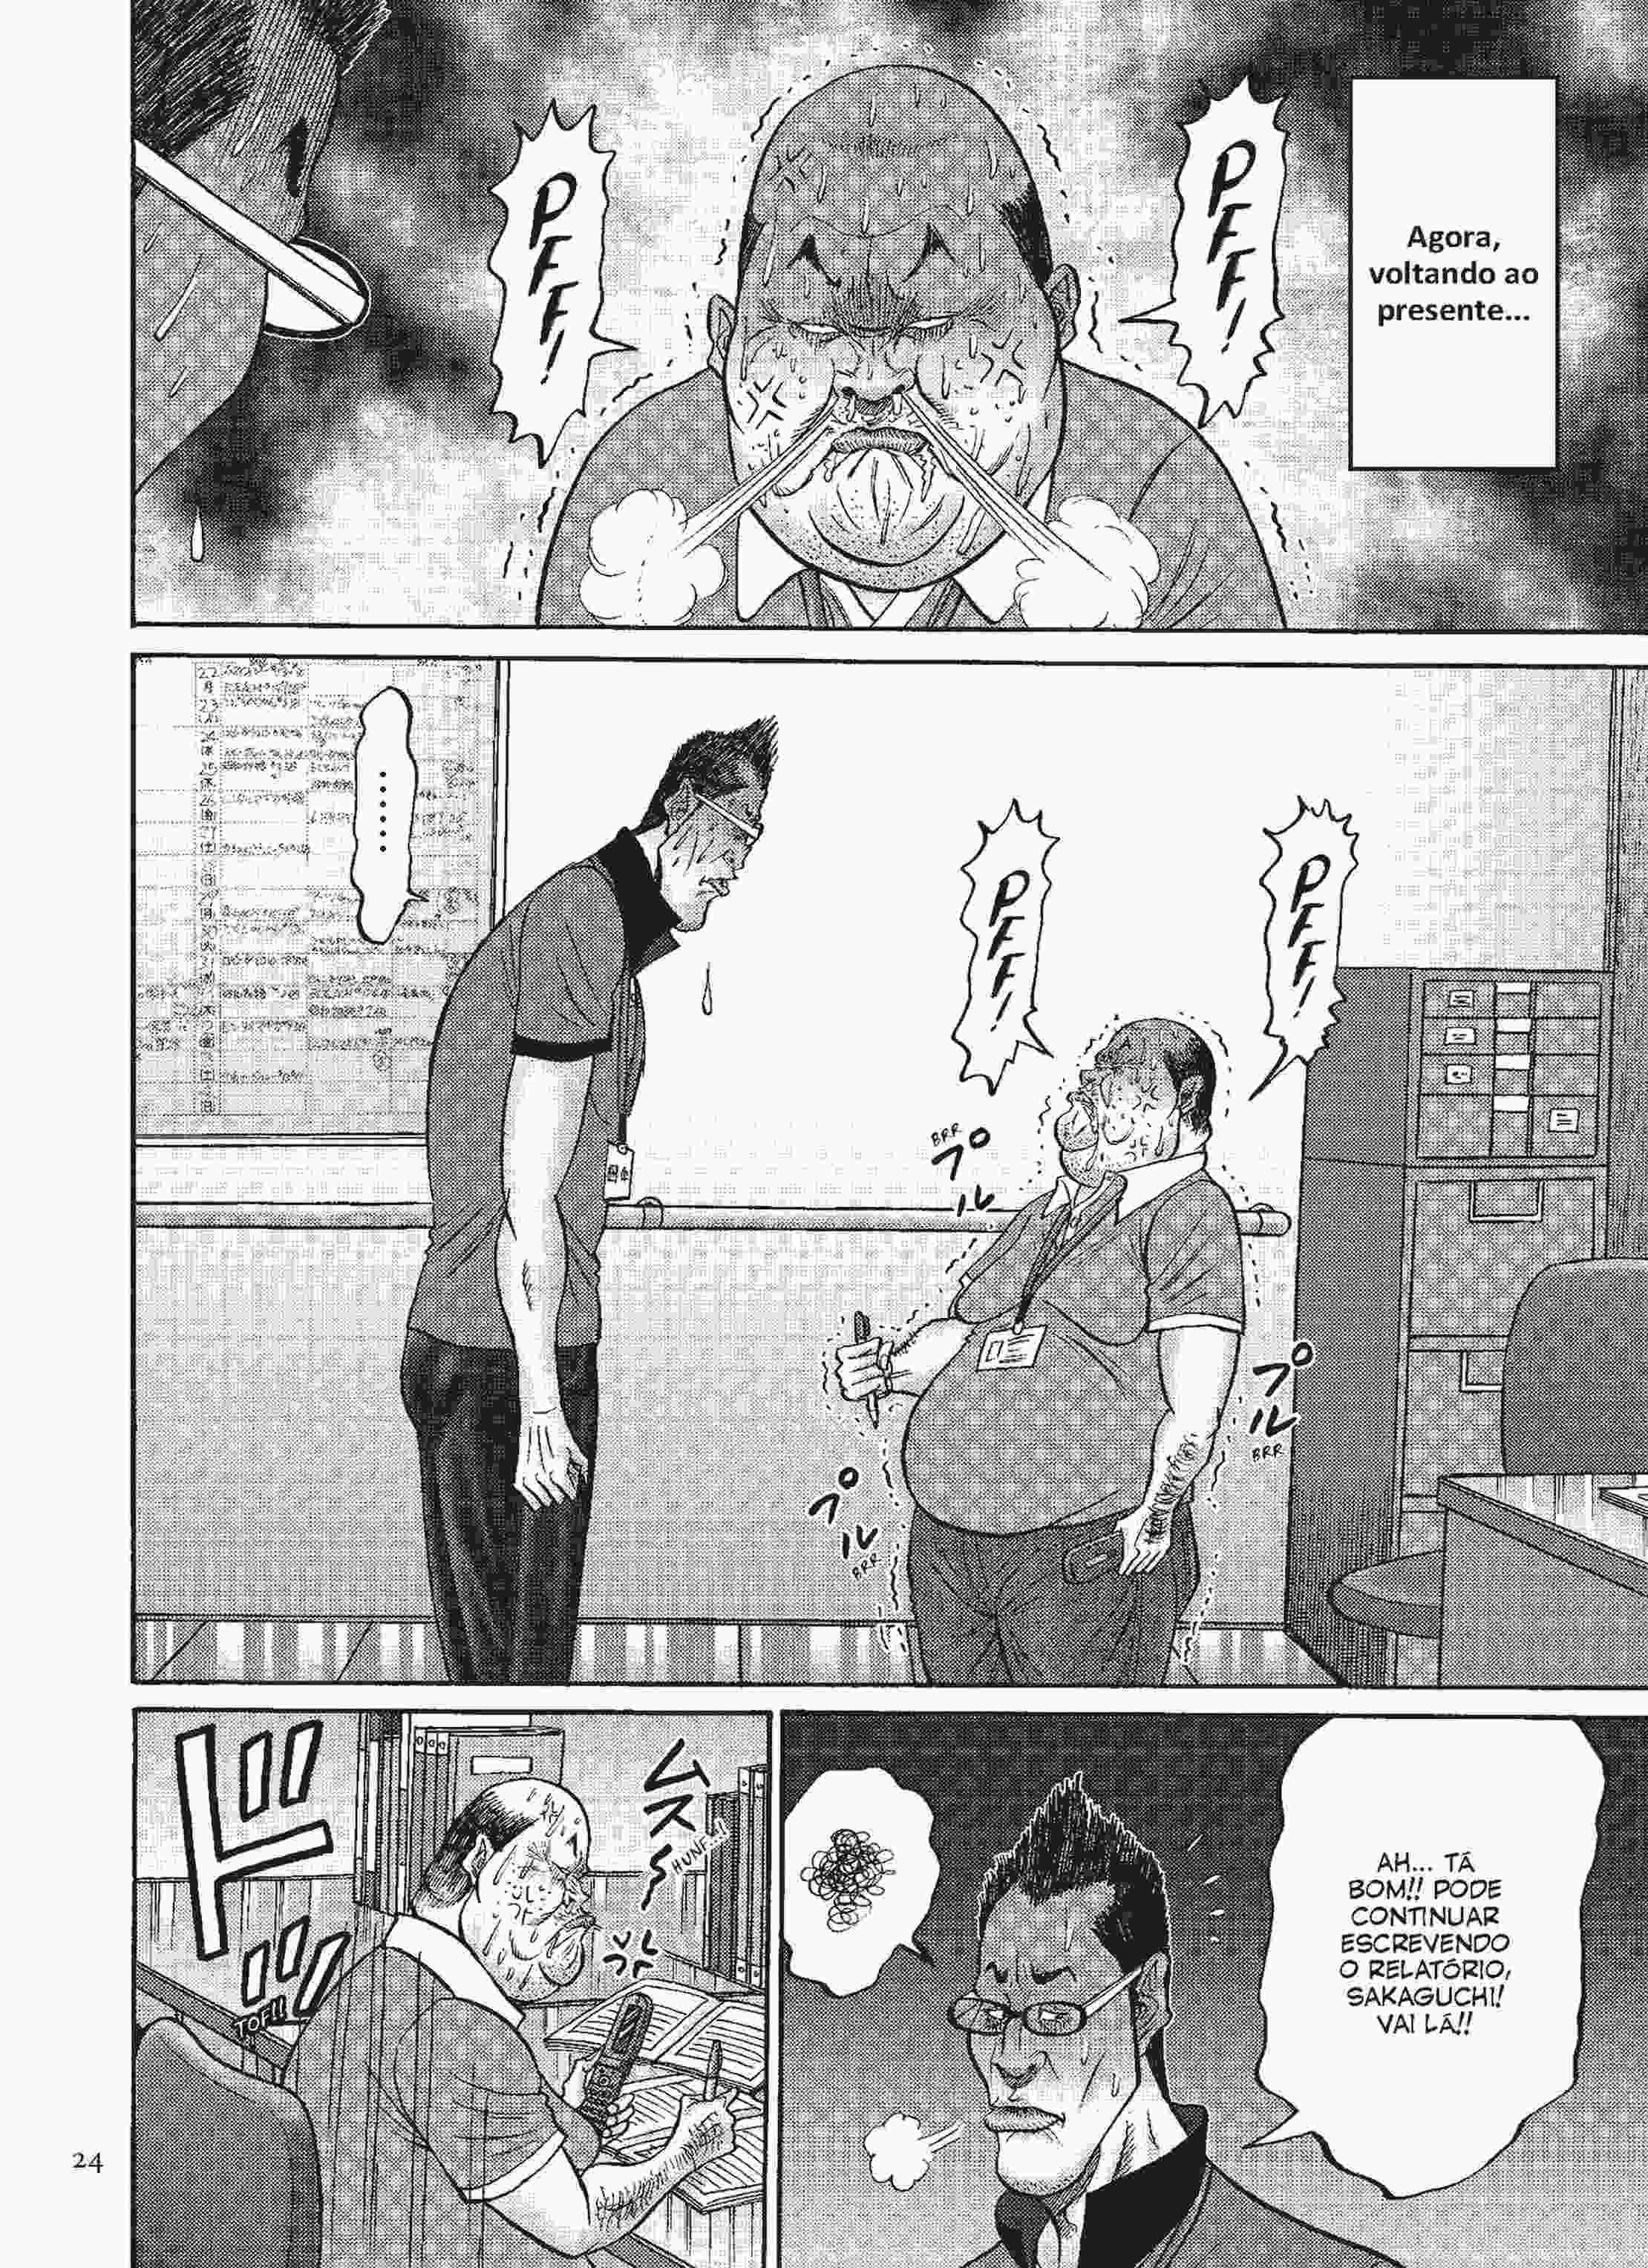 Agora,
voltando ao
presente...
PFF!
PFF!
PFF!
PFF!
.......
BRR
プル
プル
BRR
プル
BRR
AH... TÁ
BOM!! PODE
CONTINUAR
ESCREVENDO
O RELATÓRIO,
SAKAGUCHI!
VAI LÁ!!
ムス~
HUNF...!
ドッ
TOF!!
24